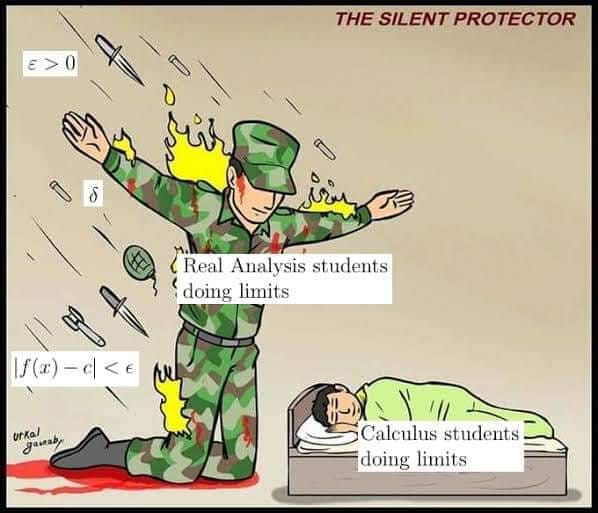 THE SILENT PROTECTOR
ε > 0
δ
Real Analysis students
doing limits
|f(x) − c| < ϵ
Calculus students
doing limits